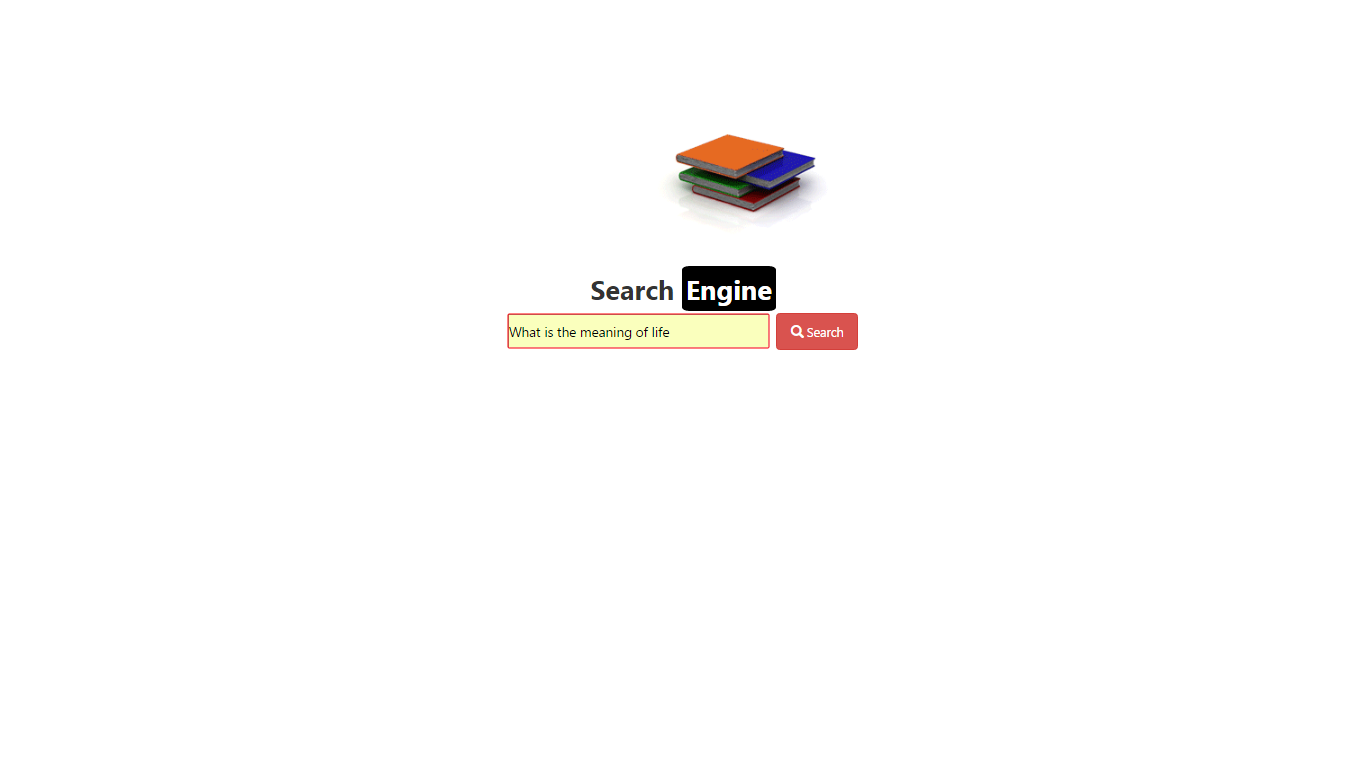 Search Engine
What is the meaning of life
Search